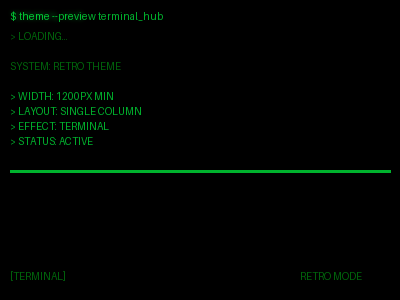 $ theme --preview terminal_hub
> LOADING...
SYSTEM: RETRO THEME
> WIDTH: 1200PX MIN
> LAYOUT: SINGLE COLUMN
> EFFECT: TERMINAL
> STATUS: ACTIVE
[TERMINAL]
RETRO MODE